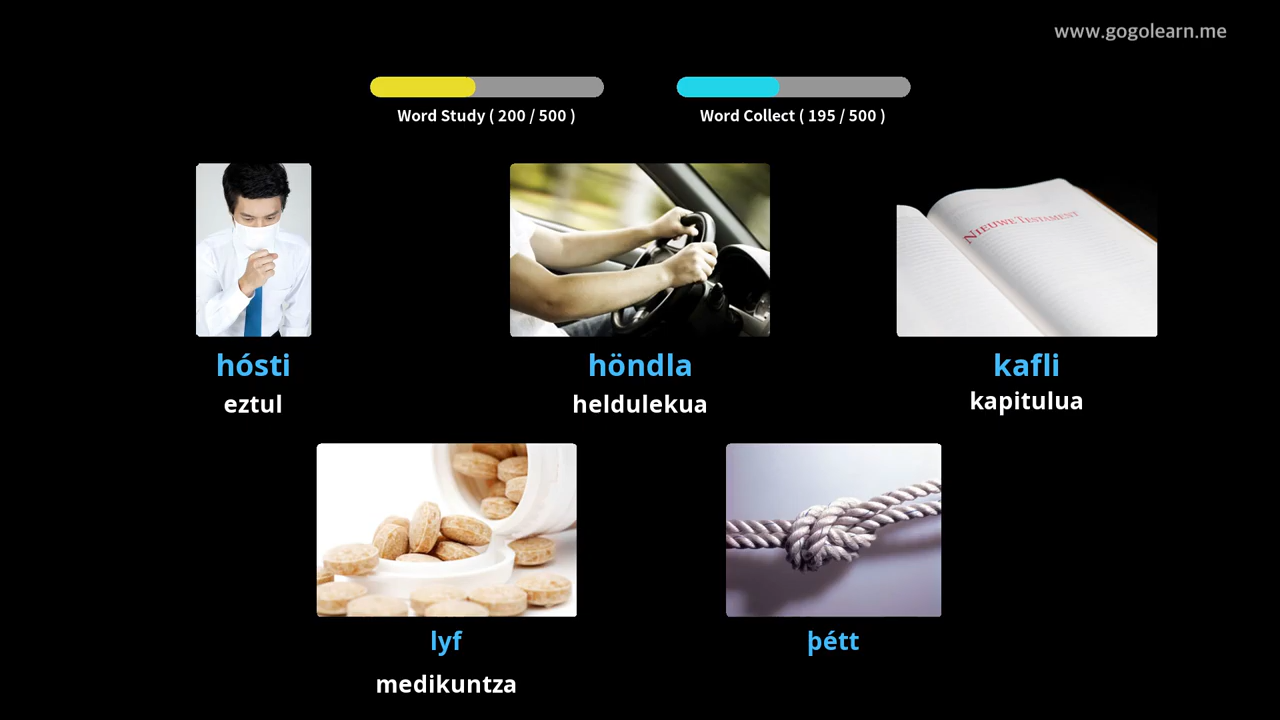 www.gogolearn.me
Word Study ( 200 / 500 )
Word Collect ( 195 / 500 )
NIEUWE TESTAMENT
hósti
eztul
höndla
heldulekua
kafli
kapitulua
lyf
medikuntza
þétt